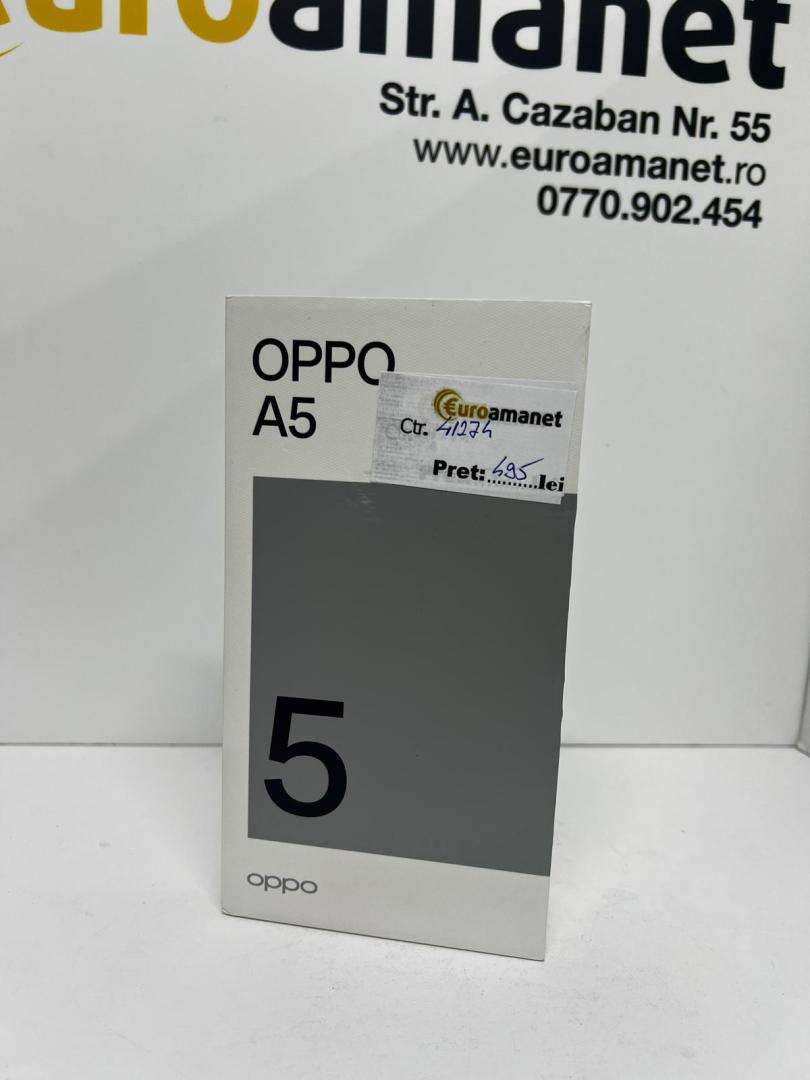 Euroamanet
Str. A. Cazaban Nr. 55
www.euroamanet.ro
0770.902.454
OPPO
A5
€uroamanet
Ctr. 41274
Pret:..........lei
495
5
oppo